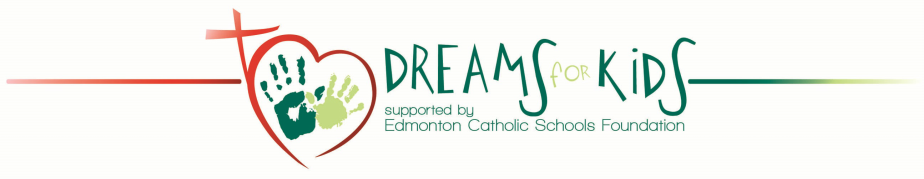 DREAMS FOR KiDS
supported by
Edmonton Catholic Schools Foundation